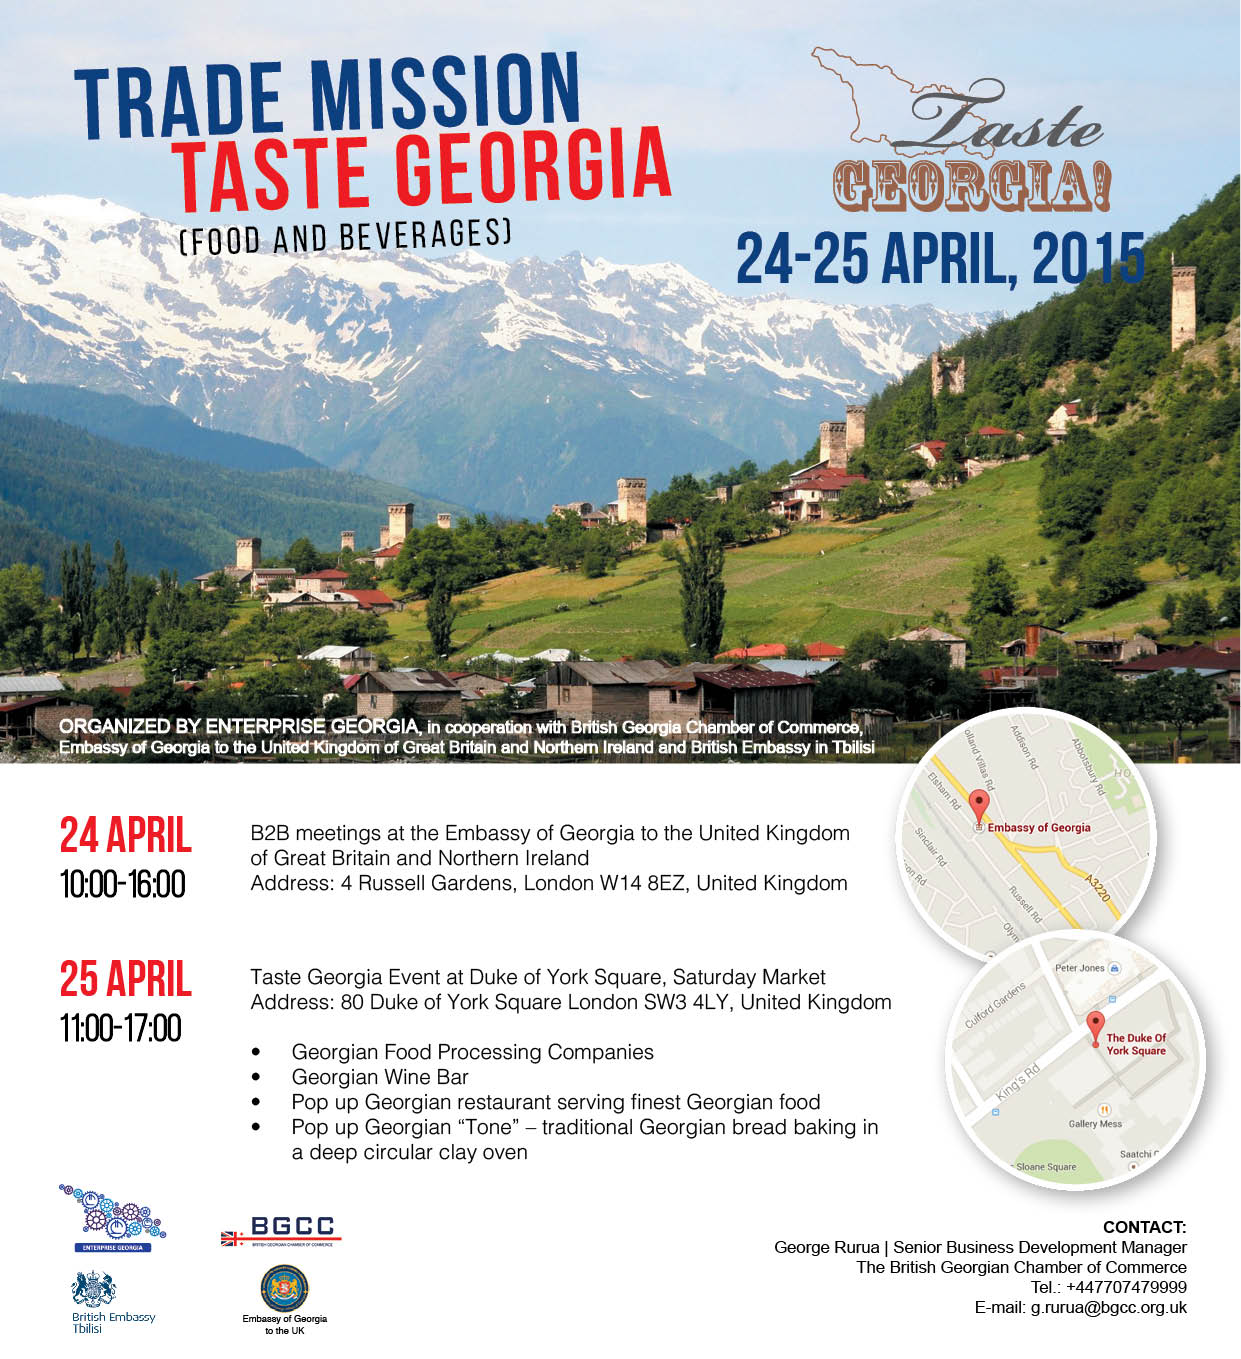 TRADE MISSION
TASTE GEORGIA
(FOOD AND BEVERAGES)
Taste
GEORGIA!
24-25 APRIL, 2015
ORGANIZED BY ENTERPRISE GEORGIA, in cooperation with British Georgia Chamber of Commerce,
Embassy of Georgia to the United Kingdom of Great Britain and Northern Ireland and British Embassy in Tbilisi
24 APRIL
10:00-16:00
B2B meetings at the Embassy of Georgia to the United Kingdom
of Great Britain and Northern Ireland
Address: 4 Russell Gardens, London W14 8EZ, United Kingdom
olland Villas Rd
Addison Rd
Abbotsbury Rd
HO
Elsham Rd
Embassy of Georgia
Sinclair Rd
on Rd
Russell Rd
A3220
Olym
25 APRIL
11:00-17:00
Taste Georgia Event at Duke of York Square, Saturday Market
Address: 80 Duke of York Square London SW3 4LY, United Kingdom
• Georgian Food Processing Companies
• Georgian Wine Bar
• Pop up Georgian restaurant serving finest Georgian food
• Pop up Georgian “Tone” – traditional Georgian bread baking in
a deep circular clay oven
Peter Jones
Culford Gardens
The Duke Of
York Square
King's Rd
Gallery Mess
Saatchi
Sloane Square
ENTERPRISE GEORGIA
BGCC
BRITISH GEORGIAN CHAMBER OF COMMERCE
British Embassy
Tbilisi
Embassy of Georgia
to the UK
CONTACT:
George Rurua | Senior Business Development Manager
The British Georgian Chamber of Commerce
Tel.: +447707479999
E-mail: g.rurua@bgcc.org.uk